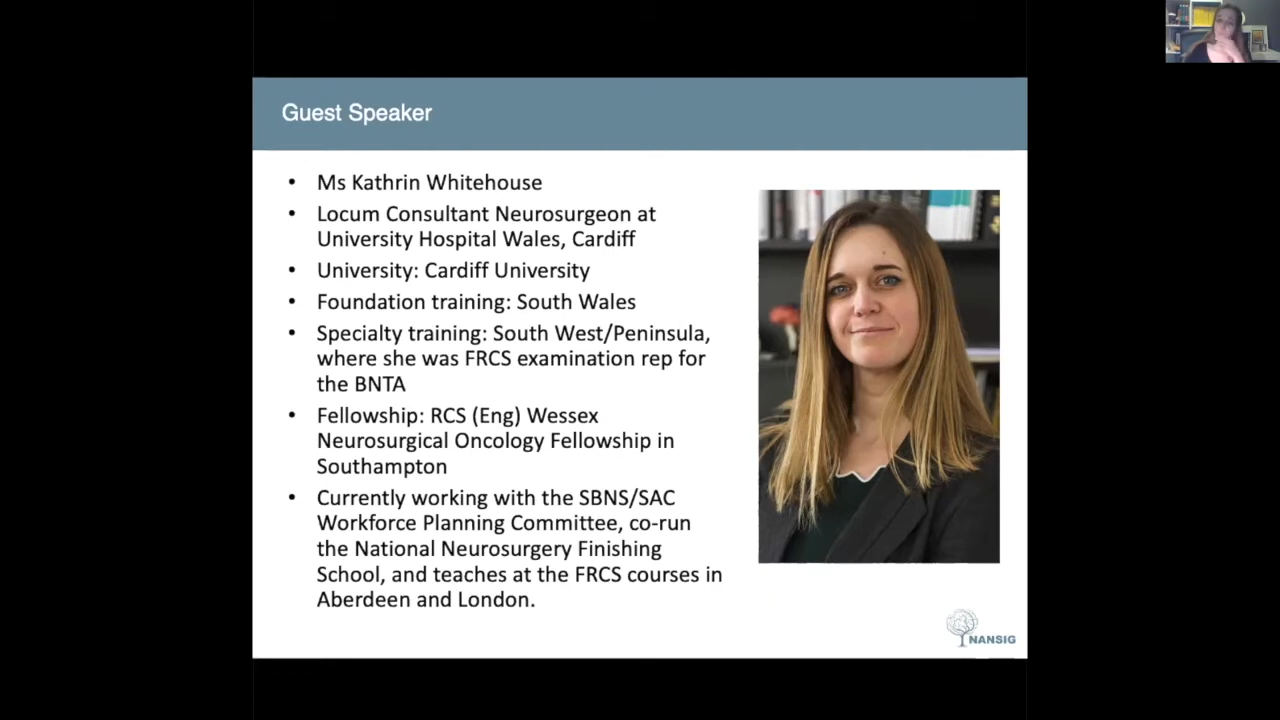 Guest Speaker
• Ms Kathrin Whitehouse
• Locum Consultant Neurosurgeon at
University Hospital Wales, Cardiff
• University: Cardiff University
• Foundation training: South Wales
• Specialty training: South West/Peninsula,
where she was FRCS examination rep for
the BNTA
• Fellowship: RCS (Eng) Wessex
Neurosurgical Oncology Fellowship in
Southampton
• Currently working with the SBNS/SAC
Workforce Planning Committee, co-run
the National Neurosurgery Finishing
School, and teaches at the FRCS courses in
Aberdeen and London.
NANSIG